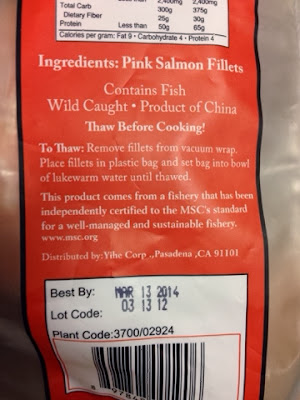 2,400mg 2,400mg
Total Carb 300g 375g
Dietary Fiber 25g 30g
Protein Less than 50g 65g
Calories per gram: Fat 9 • Carbohydrate 4 • Protein 4
Ingredients: Pink Salmon Fillets
Contains Fish
Wild Caught • Product of China
Thaw Before Cooking!
To Thaw: Remove fillets from vacuum wrap.
Place fillets in plastic bag and set bag into bowl
of lukewarm water until thawed.
This product comes from a fishery that has been
independently certified to the MSC's standard
for a well-managed and sustainable fishery.
www.msc.org
Distributed by: Yihe Corp ., Pasadena ,CA 91101
Best By: MAR 13 2014
Lot Code: 03 13 12
Plant Code:3700/02924